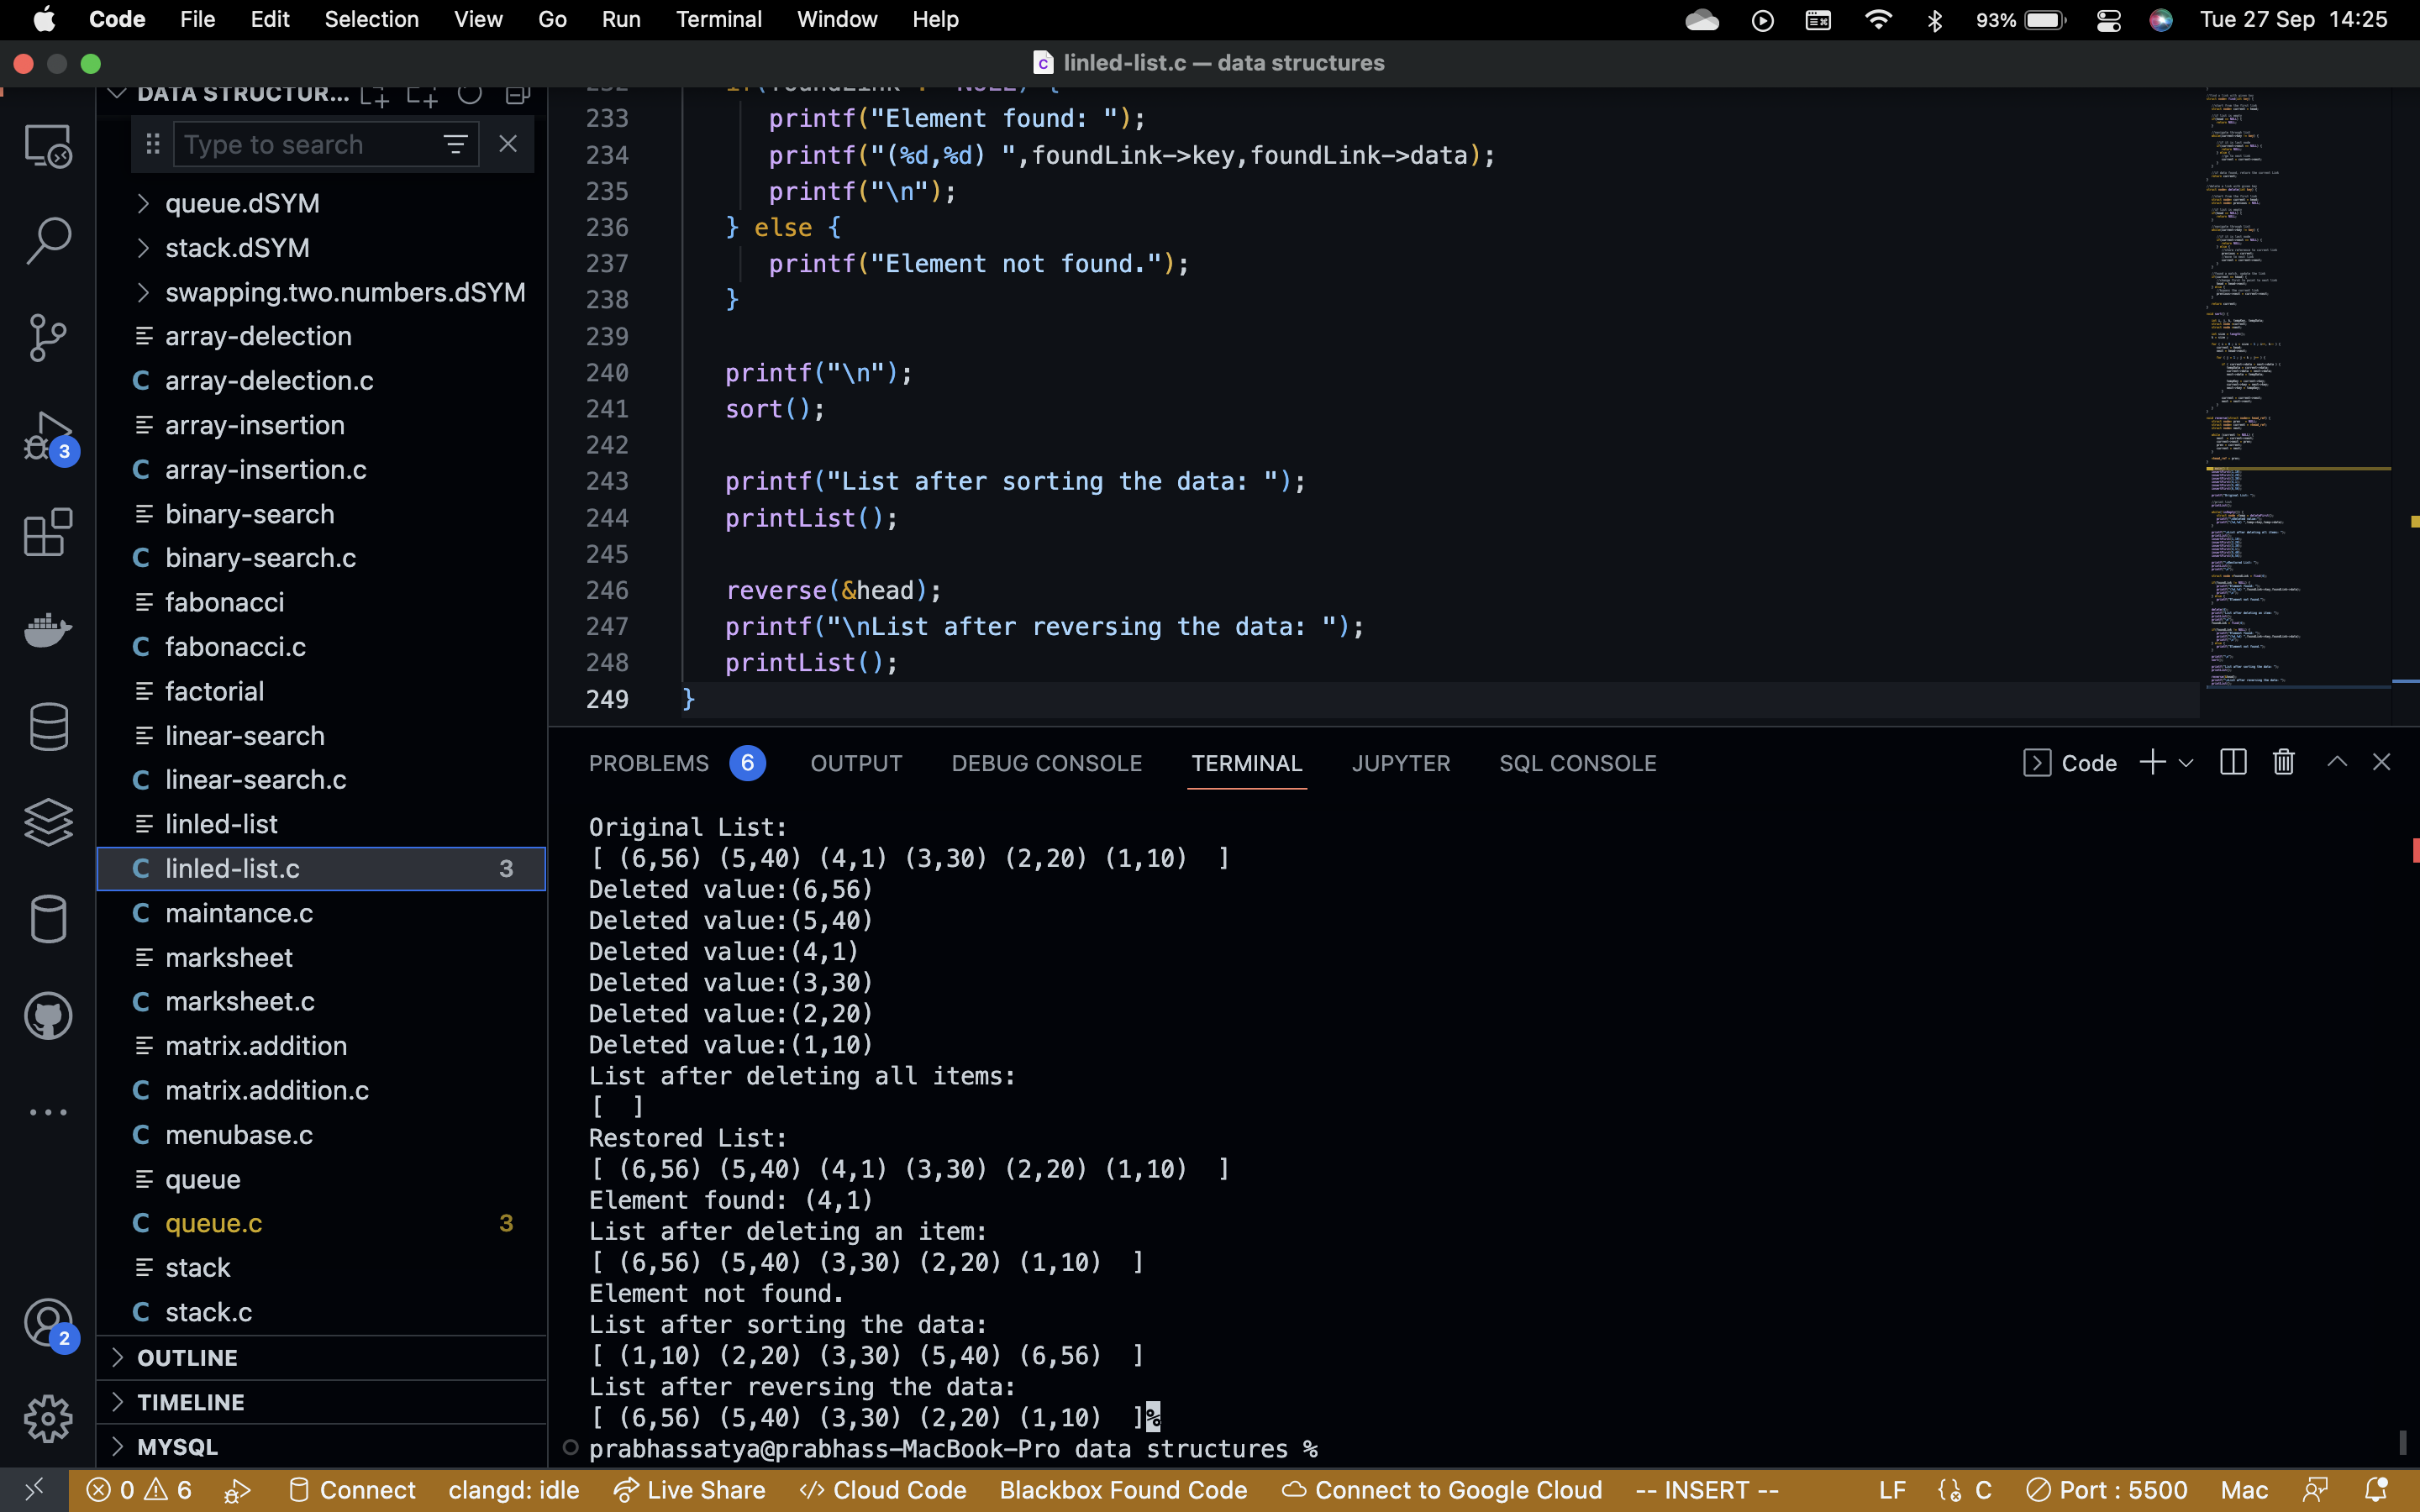 Code File Edit Selection View Go Run Terminal Window Help 93% Tue 27 Sep 14:25
linled-list.c — data structures
DATA STRUCTUR...
Type to search
queue.dSYM
stack.dSYM
swapping.two.numbers.dSYM
array-delection
C array-delection.c
array-insertion
C array-insertion.c
binary-search
C binary-search.c
fabonacci
C fabonacci.c
factorial
linear-search
C linear-search.c
linled-list
C linled-list.c 3
C maintance.c
marksheet
C marksheet.c
matrix.addition
C matrix.addition.c
C menubase.c
queue
C queue.c 3
stack
C stack.c
OUTLINE
TIMELINE
MYSQL
3
2
233 printf("Element found: ");
234 printf("(%d,%d) ",foundLink->key,foundLink->data);
235 printf("\n");
236 } else {
237 printf("Element not found.");
238 }
239
240 printf("\n");
241 sort();
242
243 printf("List after sorting the data: ");
244 printList();
245
246 reverse(&head);
247 printf("\nList after reversing the data: ");
248 printList();
249 }
PROBLEMS 6 OUTPUT DEBUG CONSOLE TERMINAL JUPYTER SQL CONSOLE Code
Original List:
[ (6,56) (5,40) (4,1) (3,30) (2,20) (1,10)  ]
Deleted value:(6,56)
Deleted value:(5,40)
Deleted value:(4,1)
Deleted value:(3,30)
Deleted value:(2,20)
Deleted value:(1,10)
List after deleting all items:
[  ]
Restored List:
[ (6,56) (5,40) (4,1) (3,30) (2,20) (1,10)  ]
Element found: (4,1)
List after deleting an item:
[ (6,56) (5,40) (3,30) (2,20) (1,10)  ]
Element not found.
List after sorting the data:
[ (1,10) (2,20) (3,30) (5,40) (6,56)  ]
List after reversing the data:
[ (6,56) (5,40) (3,30) (2,20) (1,10)  ]%
prabhassatya@prabhass-MacBook-Pro data structures %
0 6 Connect clangd: idle Live Share Cloud Code Blackbox Found Code Connect to Google Cloud -- INSERT -- LF C Port : 5500 Mac